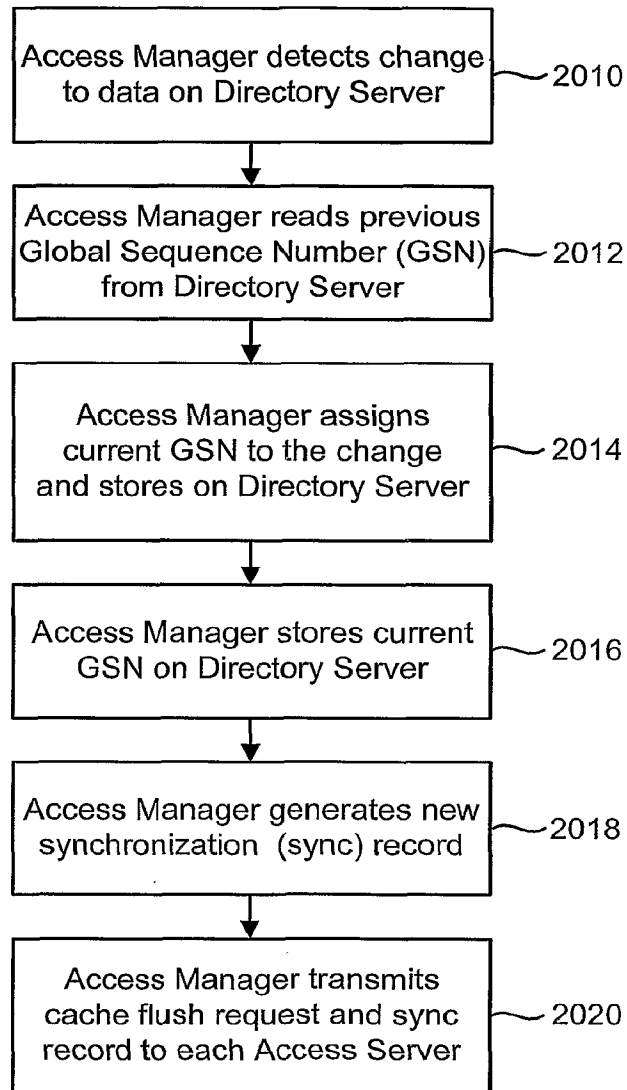 Access Manager detects change
to data on Directory Server
2010
Access Manager reads previous
Global Sequence Number (GSN)
from Directory Server
2012
Access Manager assigns
current GSN to the change
and stores on Directory Server
2014
Access Manager stores current
GSN on Directory Server
2016
Access Manager generates new
synchronization (sync) record
2018
Access Manager transmits
cache flush request and sync
record to each Access Server
2020